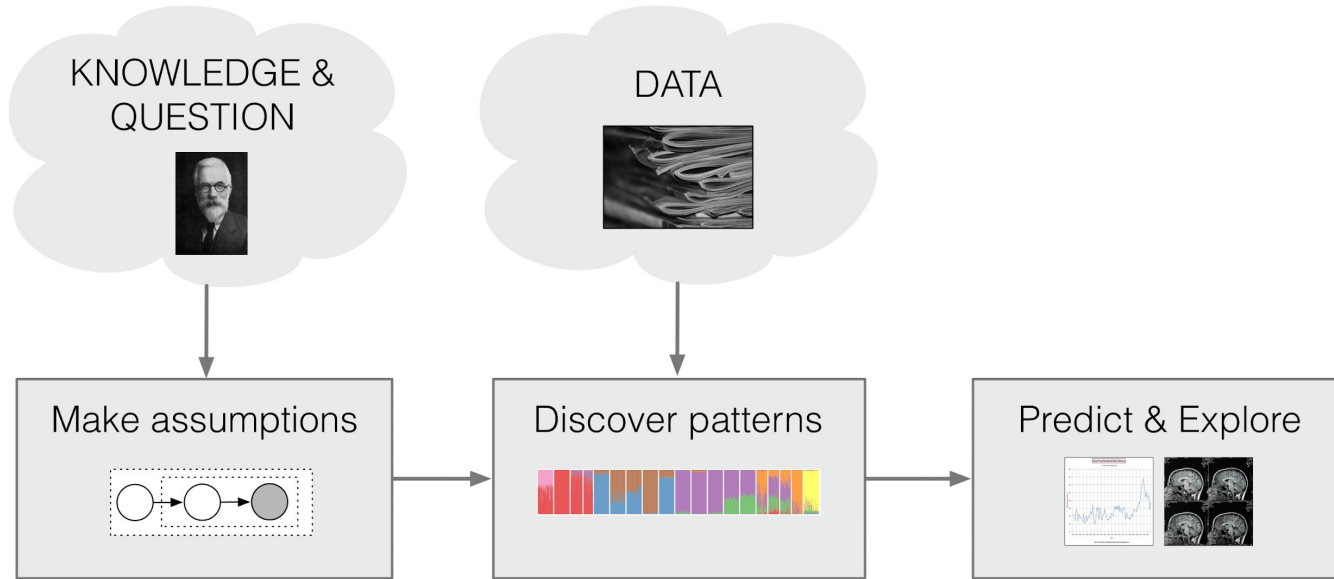 KNOWLEDGE &
QUESTION
DATA
Make assumptions
Discover patterns
Predict & Explore